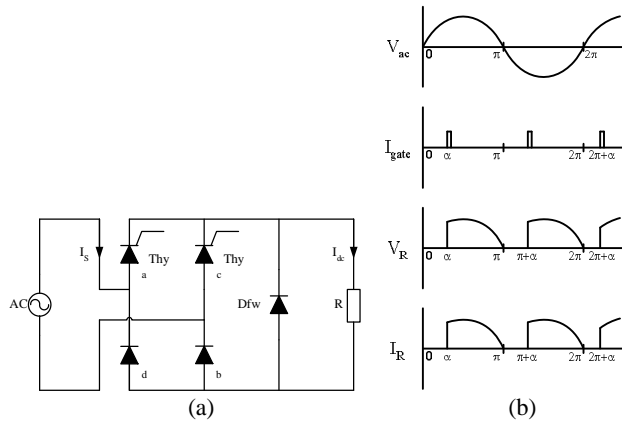 I_S
Thy
a
Thy
c
I_dc
AC
Dfw
R
d
b
(a)
V_ac
0
π
2π
I_gate
0
α
π
2π
2π+α
V_R
0
α
π
π+α
2π
2π+α
I_R
0
α
π
π+α
2π
2π+α
(b)